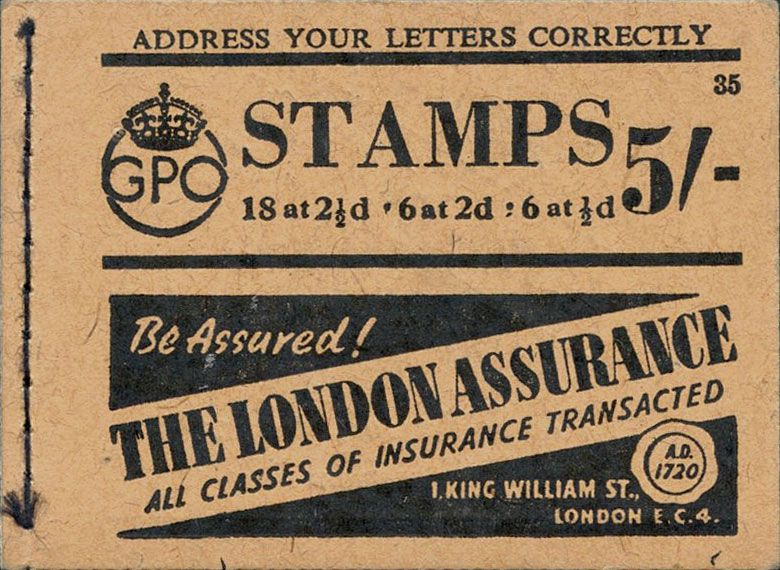 ADDRESS YOUR LETTERS CORRECTLY
35
GPO
STAMPS 5/-
18 at 2½d · 6 at 2d : 6 at ½d
Be Assured!
THE LONDON ASSURANCE
ALL CLASSES OF INSURANCE TRANSACTED
A.D.
1720
1. KING WILLIAM ST.,
LONDON E.C.4.